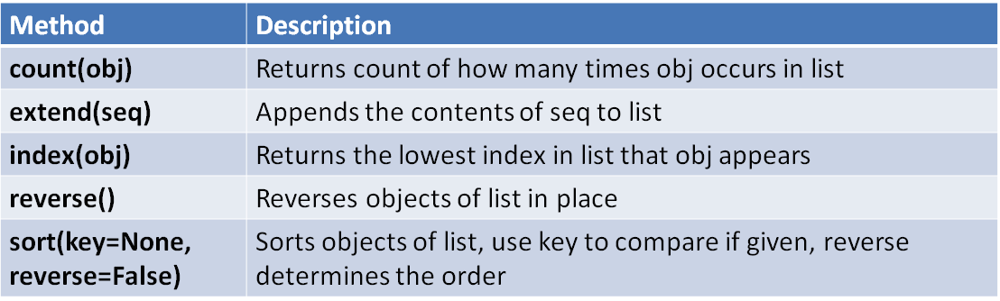 Method Description
count(obj) Returns count of how many times obj occurs in list
extend(seq) Appends the contents of seq to list
index(obj) Returns the lowest index in list that obj appears
reverse() Reverses objects of list in place
sort(key=None, Sorts objects of list, use key to compare if given, reverse
reverse=False) determines the order